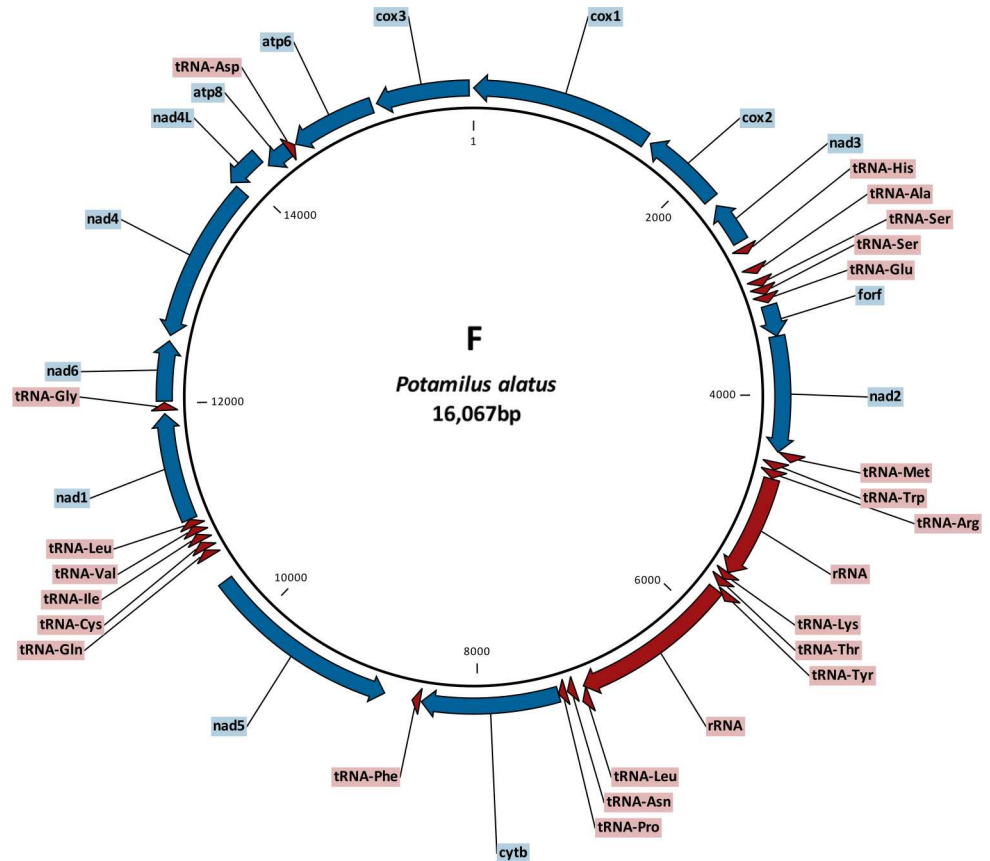 cox3
cox1
atp6
tRNA-Asp
atp8
nad4L
cox2
nad3
tRNA-His
tRNA-Ala
tRNA-Ser
tRNA-Ser
tRNA-Glu
forf
nad2
tRNA-Met
tRNA-Trp
tRNA-Arg
rRNA
tRNA-Lys
tRNA-Thr
tRNA-Tyr
rRNA
tRNA-Leu
tRNA-Asn
tRNA-Pro
cytb
tRNA-Phe
nad5
tRNA-Gln
tRNA-Cys
tRNA-Ile
tRNA-Val
tRNA-Leu
nad1
tRNA-Gly
nad6
nad4
1
2000
4000
6000
8000
10000
12000
14000
F
Potamilus alatus
16,067bp